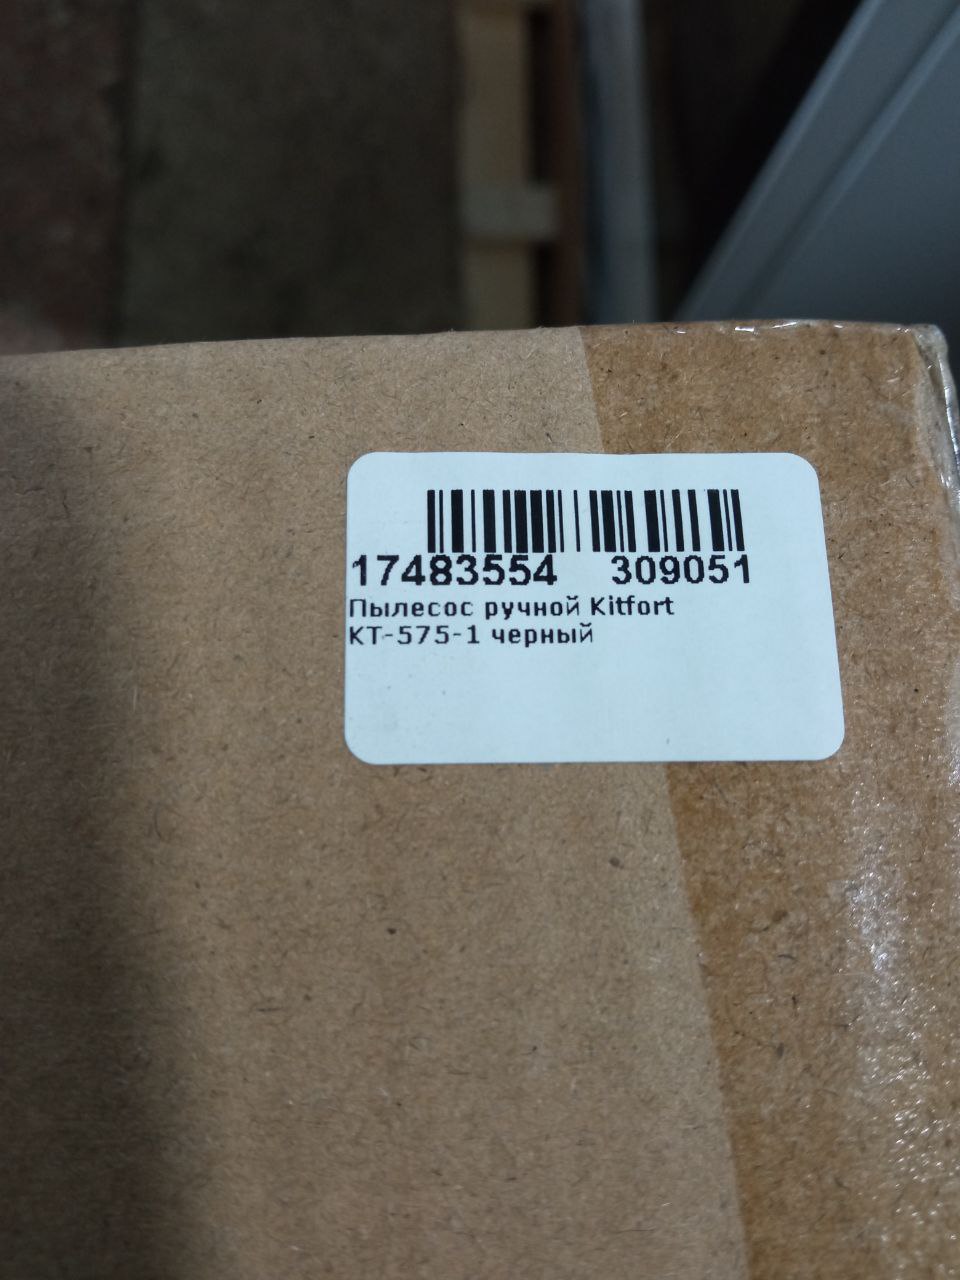 17483554 309051
Пылесос ручной Kitfort
КТ-575-1 черный